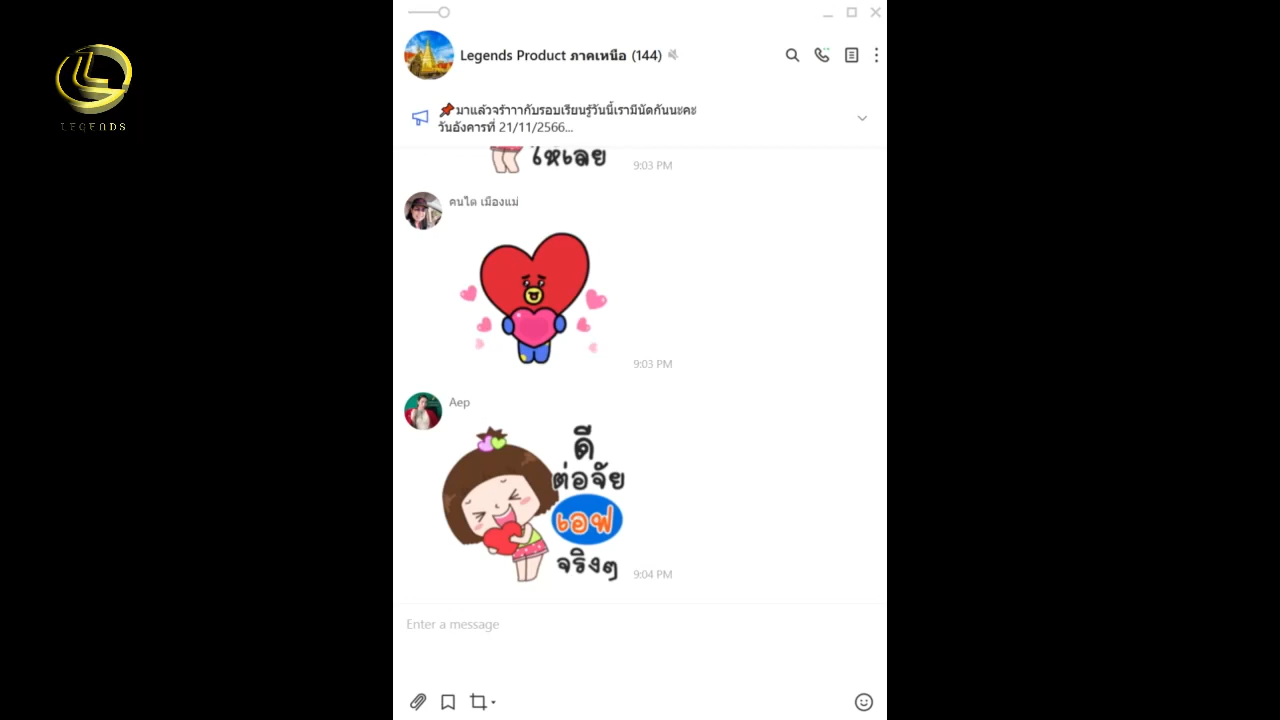 LEGENDS
Legends Product ภาคเหนือ (144)
📌มาแล้วจร้าาากับรอบเรียนรู้วันนี้เรามีนัดกันนะคะ
วันอังคารที่ 21/11/2566...
ให้เลย
9:03 PM
คนใด เมืองแม่
9:03 PM
Aep
ดี
ต่อจัย
เอฟ
จริงๆ
9:04 PM
Enter a message